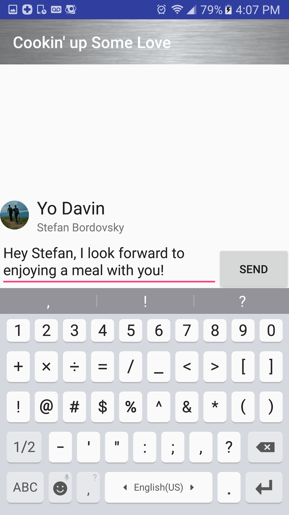 79% 4:07 PM
Cookin' up Some Love
Yo Davin
Stefan Bordovsky
Hey Stefan, I look forward to
enjoying a meal with you!
SEND
, ! ?
1 2 3 4 5 6 7 8 9 0
+ × ÷ = / _ < > [ ]
! @ # $ % ^ & * ( )
1/2 - ' " : ; , ?
ABC , ? English(US) .